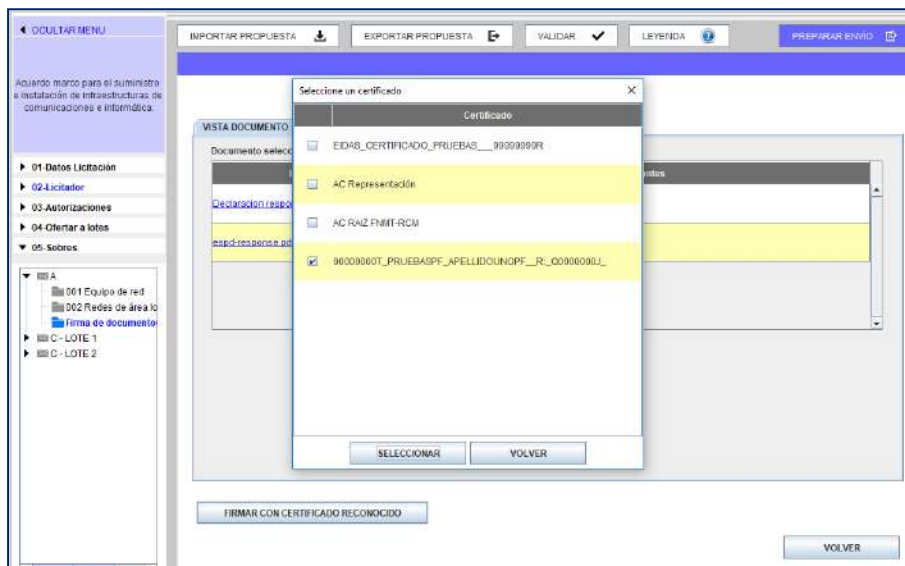 OCULTAR MENU
Acuerdo marco para el suministro
e instalación de infraestructuras de
comunicaciones e informática.
01-Datos Licitación
02-Licitador
03-Autorizaciones
04-Ofertar a lotes
05-Sobres
A
001 Equipo de red
002 Redes de área lo
Firma de documento
C - LOTE 1
C - LOTE 2
IMPORTAR PROPUESTA
EXPORTAR PROPUESTA
VALIDAR
LEYENDA
PREPARAR ENVÍO
VISTA DOCUMENTO
Documento selecc
Declaracion respo
espd-response.pd
Seleccione un certificado
Certificado
EIDAS_CERTIFICADO_PRUEBAS___99999999R
AC Representación
AC RAIZ FNMT-RCM
00000000T_PRUEBASPF_APELLIDOUNOPF__R:_Q0000000J_
SELECCIONAR
VOLVER
FIRMAR CON CERTIFICADO RECONOCIDO
VOLVER